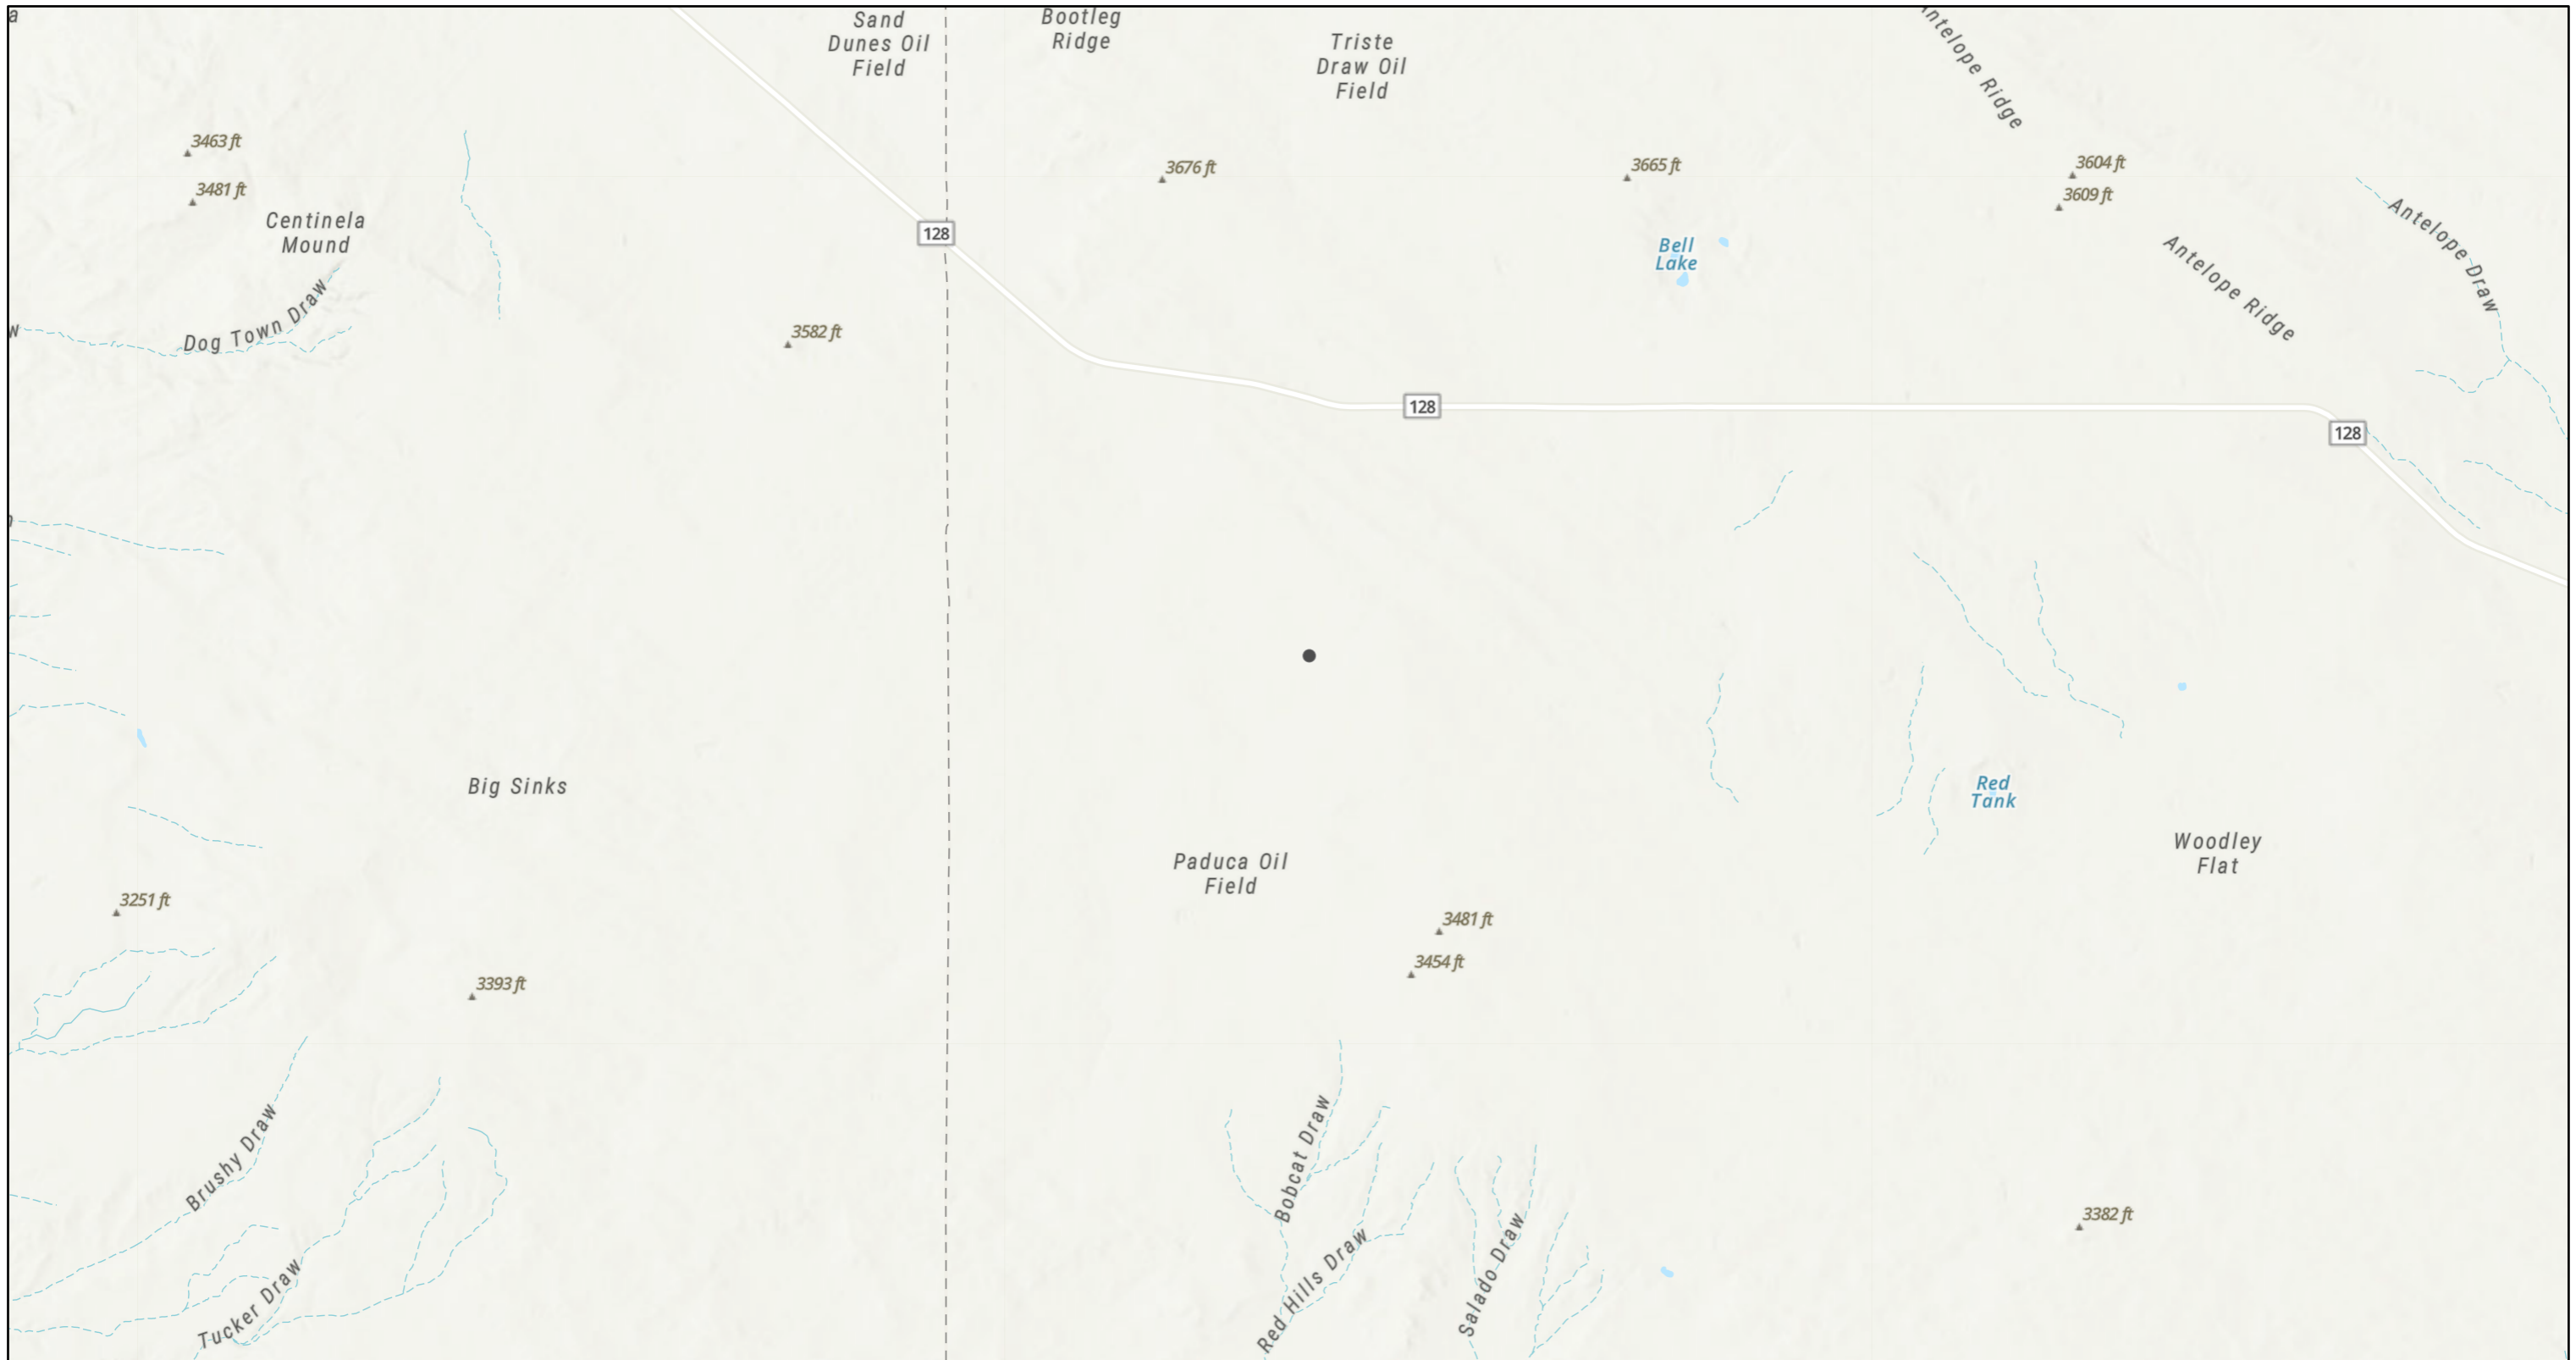 Sand
Dunes Oil
Field
Bootleg
Ridge
Triste
Draw Oil
Field
Antelope Ridge
3463 ft
3481 ft
Centinela
Mound
3676 ft
3665 ft
3604 ft
3609 ft
Antelope Draw
128
Bell
Lake
Antelope Ridge
Dog Town Draw
3582 ft
128
128
Big Sinks
Red
Tank
Woodley
Flat
Paduca Oil
Field
3251 ft
3481 ft
3454 ft
3393 ft
Brushy Draw
Bobcat Draw
3382 ft
Tucker Draw
Red Hills Draw
Salado Draw